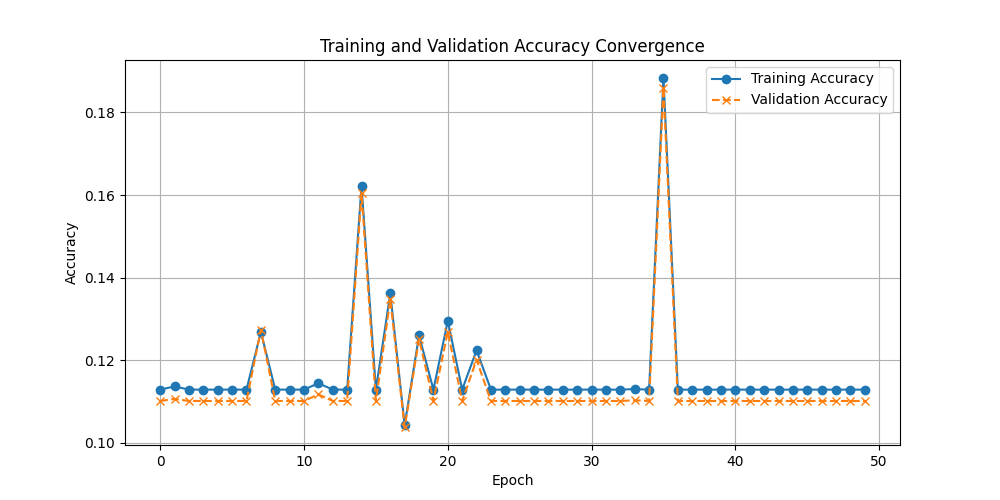 Training and Validation Accuracy Convergence
Training Accuracy
Validation Accuracy
0.18
0.16
0.14
0.12
0.10
Accuracy
0 10 20 30 40 50
Epoch